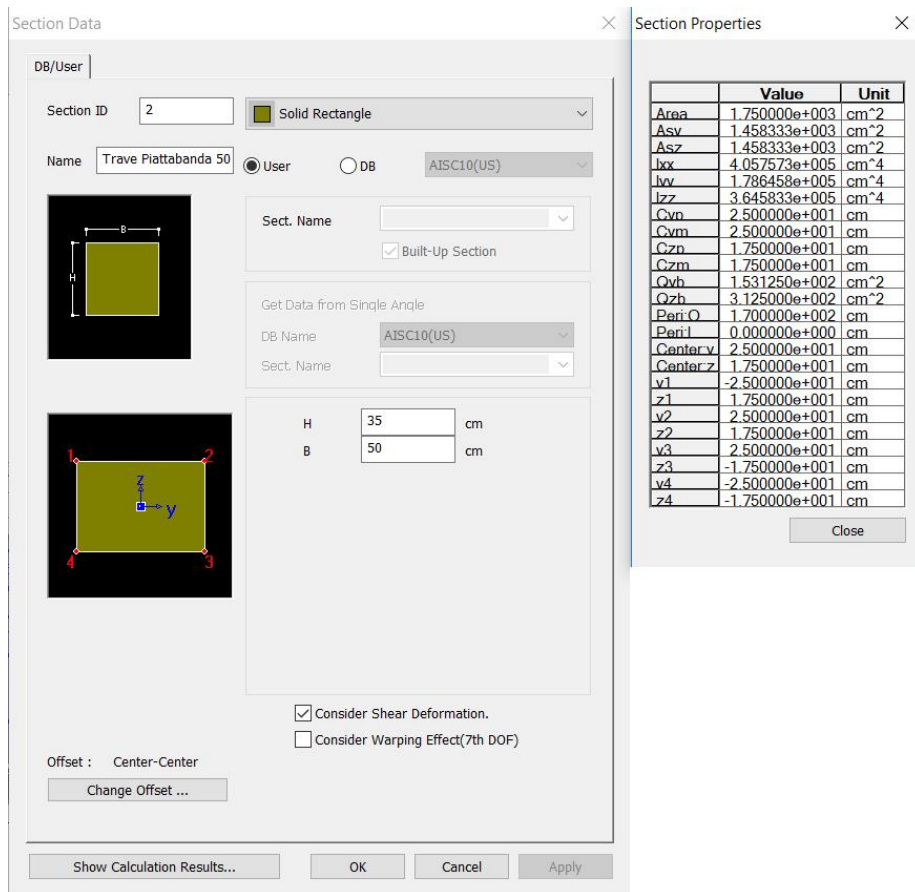 Section Data
DB/User
Section ID 2 Solid Rectangle
Name Trave Piattabanda 50 User DB AISC10(US)
B
H
Sect. Name
Built-Up Section
Get Data from Single Angle
DB Name AISC10(US)
Sect. Name
1 2
z
y
4 3
H 35 cm
B 50 cm
Consider Shear Deformation.
Consider Warping Effect(7th DOF)
Offset : Center-Center
Change Offset ...
Show Calculation Results... OK Cancel Apply
Section Properties
Value Unit
Area 1.750000e+003 cm^2
Asy 1.458333e+003 cm^2
Asz 1.458333e+003 cm^2
Ixx 4.057573e+005 cm^4
Iyy 1.786458e+005 cm^4
Izz 3.645833e+005 cm^4
Cyp 2.500000e+001 cm
Cym 2.500000e+001 cm
Czp 1.750000e+001 cm
Czm 1.750000e+001 cm
Qyb 1.531250e+002 cm^2
Qzb 3.125000e+002 cm^2
Peri:O 1.700000e+002 cm
Peri:I 0.000000e+000 cm
Center:y 2.500000e+001 cm
Center:z 1.750000e+001 cm
y1 -2.500000e+001 cm
z1 1.750000e+001 cm
y2 2.500000e+001 cm
z2 1.750000e+001 cm
y3 2.500000e+001 cm
z3 -1.750000e+001 cm
y4 -2.500000e+001 cm
z4 -1.750000e+001 cm
Close